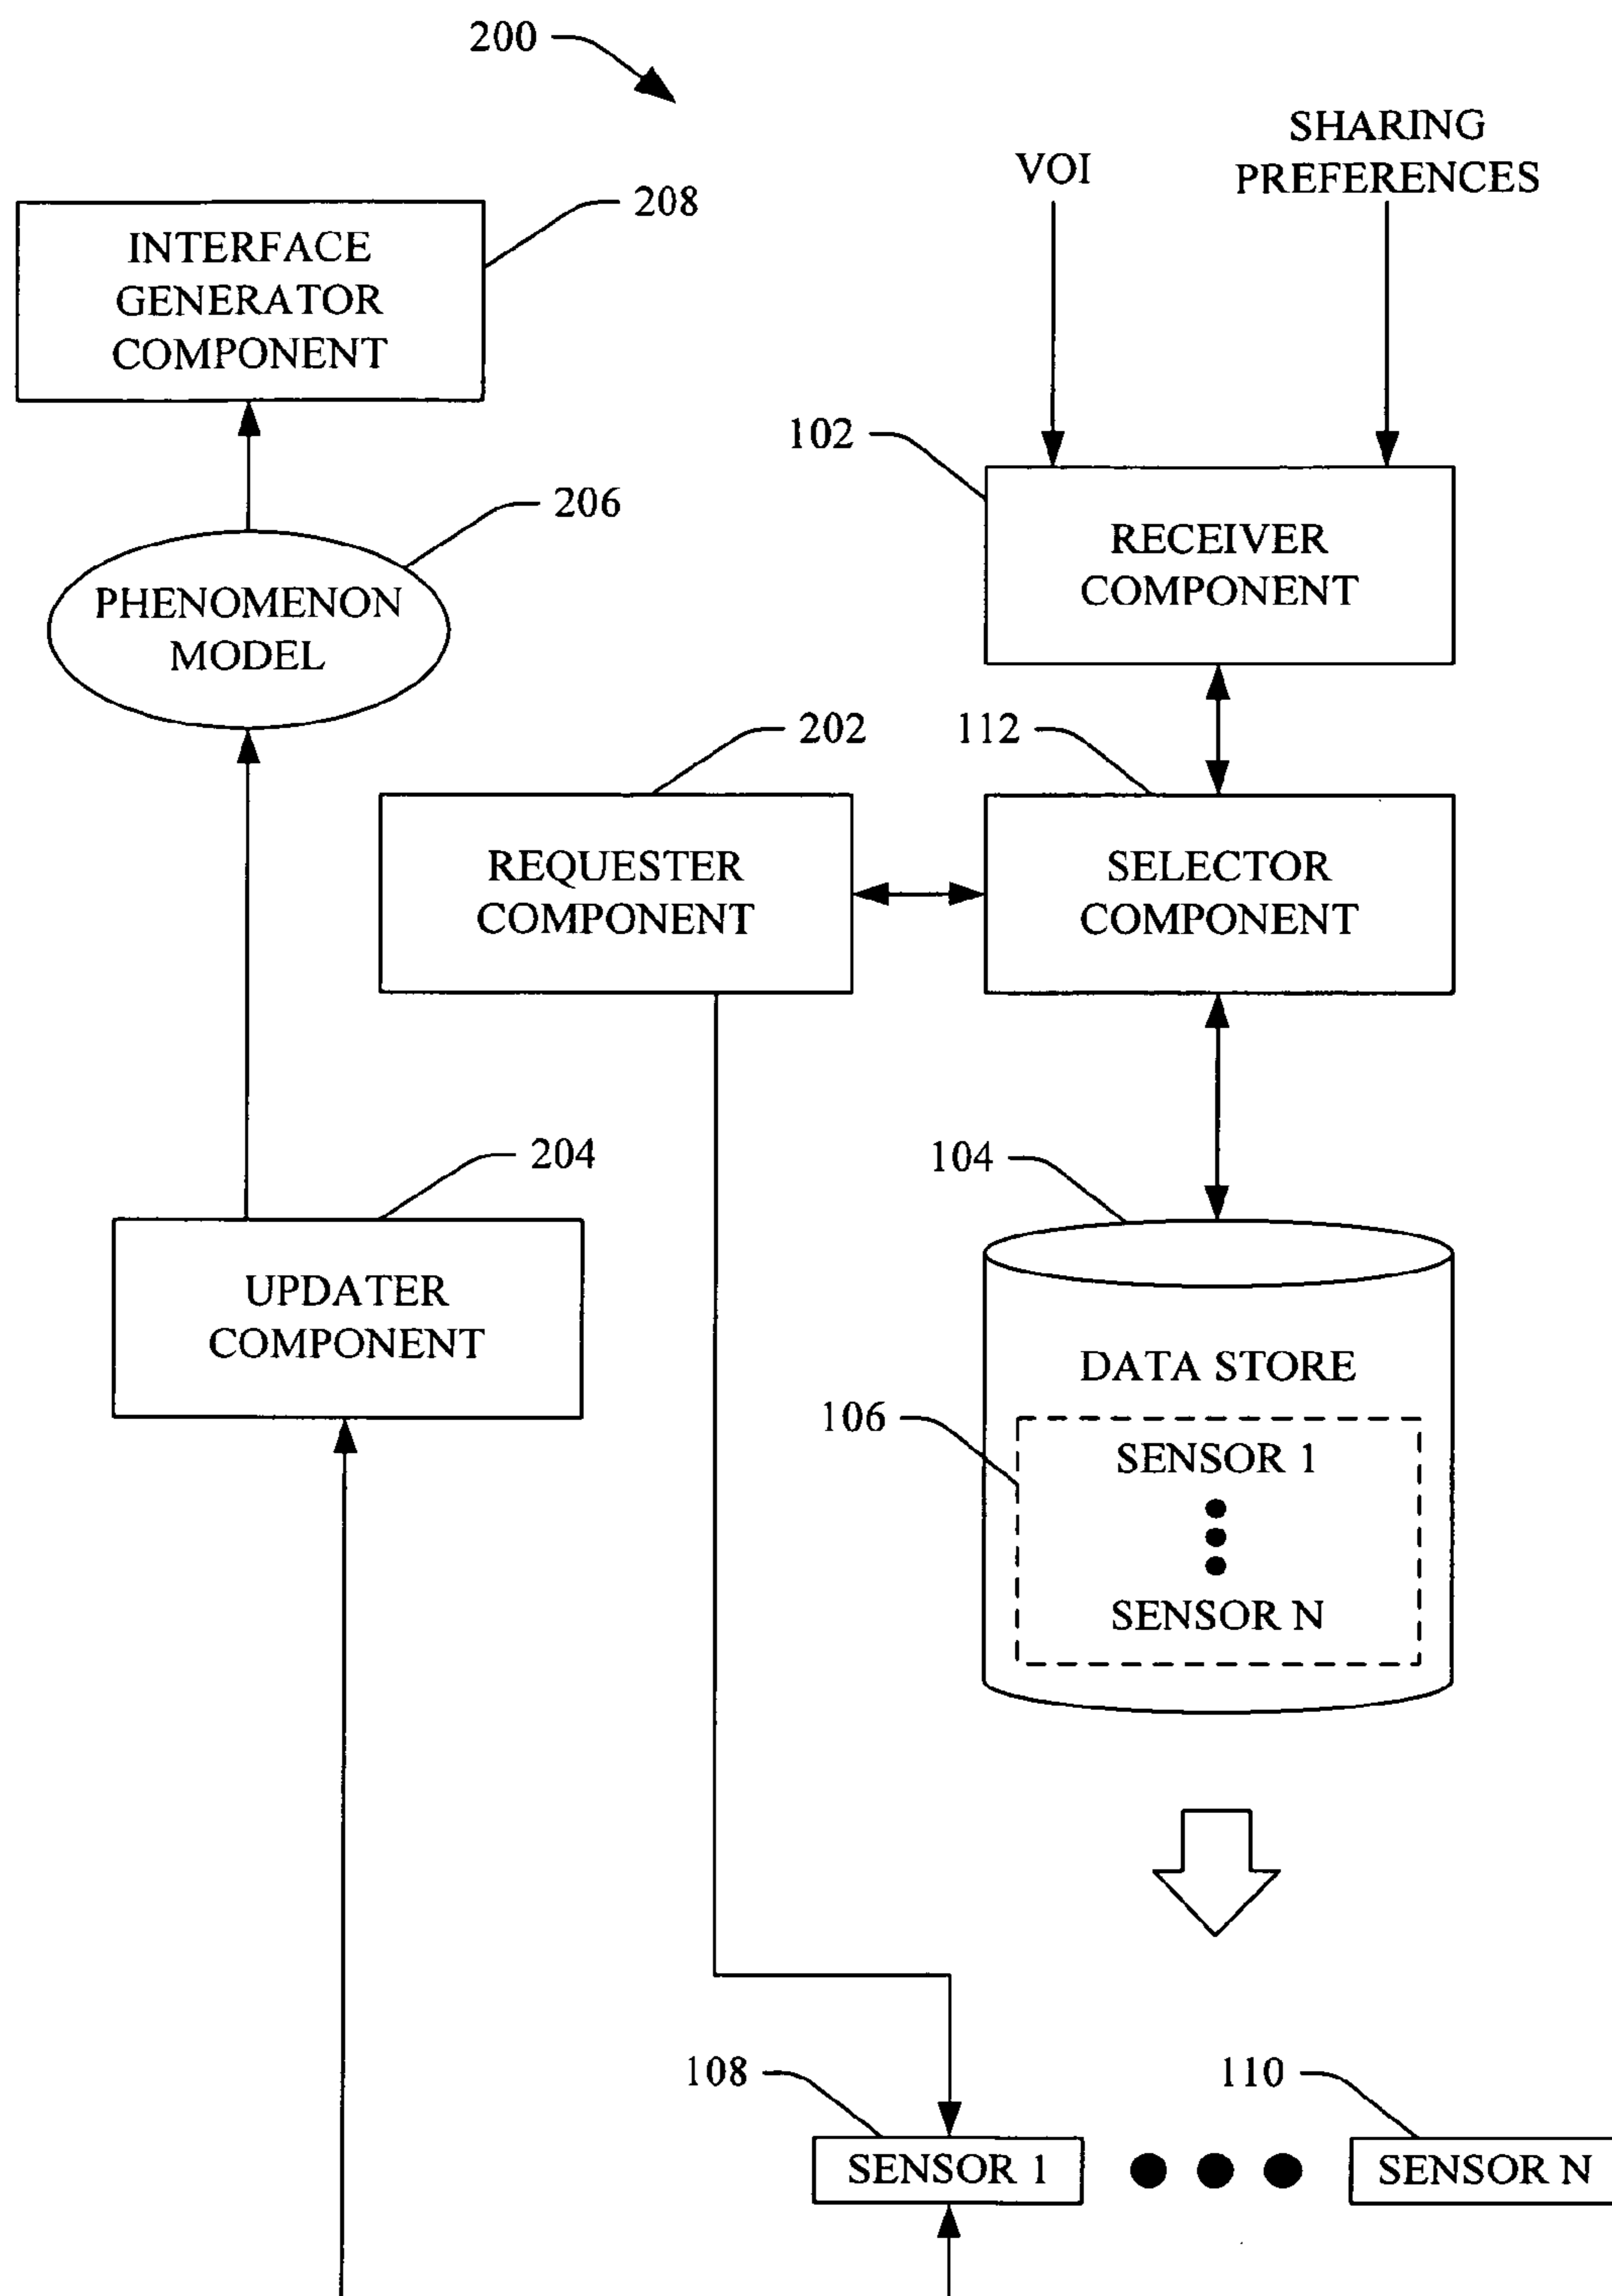 200
SHARING
PREFERENCES
VOI
208
INTERFACE
GENERATOR
COMPONENT
102
206
RECEIVER
COMPONENT
PHENOMENON
MODEL
202
112
REQUESTER
COMPONENT
SELECTOR
COMPONENT
204
104
UPDATER
COMPONENT
DATA STORE
106
SENSOR 1
SENSOR N
108
110
SENSOR 1
SENSOR N